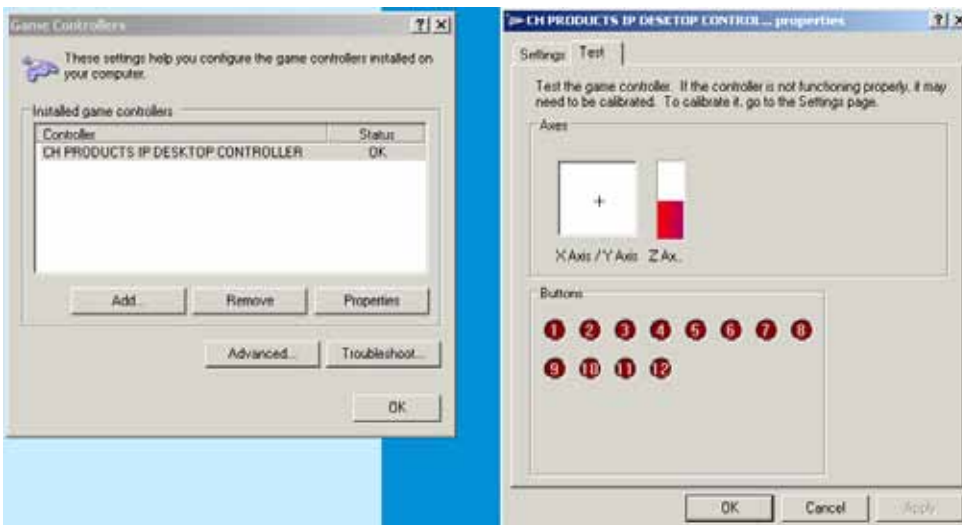 Game Controllers
These settings help you configure the game controllers installed on
your computer.
Installed game controllers
Controller Status
CH PRODUCTS IP DESKTOP CONTROLLER OK
Add... Remove Properties
Advanced... Troubleshoot...
OK
CH PRODUCTS IP DESKTOP CONTROL... properties
Settings Test
Test the game controller. If the controller is not functioning properly, it may
need to be calibrated. To calibrate it, go to the Settings page.
Axes
X Axis / Y Axis Z Ax..
Buttons
1 2 3 4 5 6 7 8
9 10 11 12
OK Cancel Apply